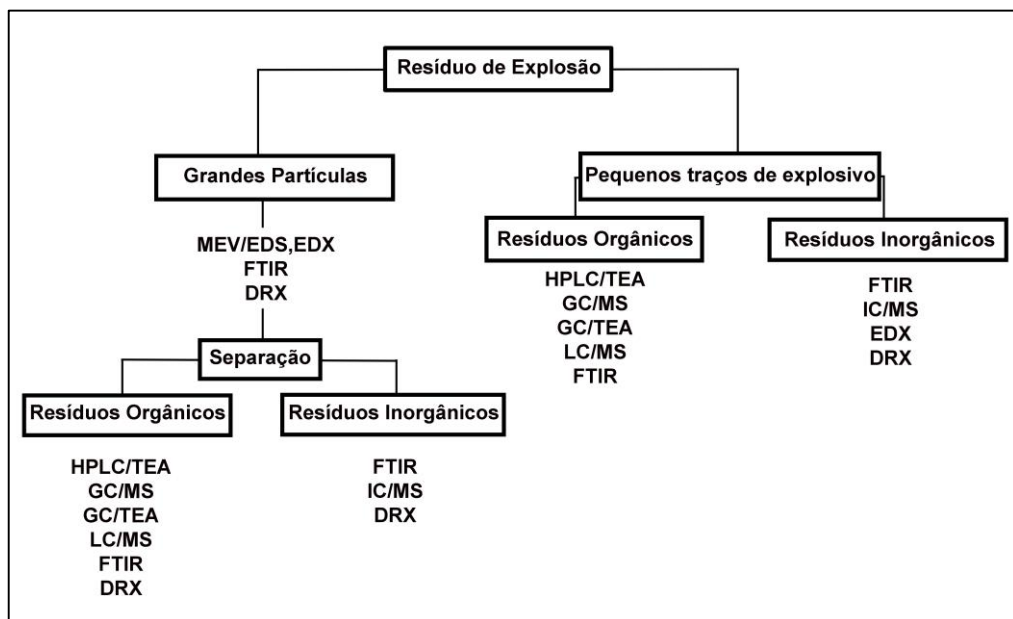 Resíduo de Explosão
Grandes Partículas
MEV/EDS,EDX
FTIR
DRX
Separação
Resíduos Orgânicos
HPLC/TEA
GC/MS
GC/TEA
LC/MS
FTIR
DRX
Resíduos Inorgânicos
FTIR
IC/MS
DRX
Pequenos traços de explosivo
Resíduos Orgânicos
HPLC/TEA
GC/MS
GC/TEA
LC/MS
FTIR
Resíduos Inorgânicos
FTIR
IC/MS
EDX
DRX